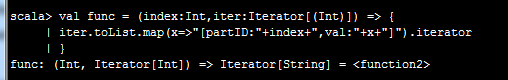 scala> val func = (index:Int,iter:Iterator[(Int)]) => {
| iter.toList.map(x=>"[partID:"+index+",val:"+x+"]").iterator
| }
func: (Int, Iterator[Int]) => Iterator[String] = <function2>